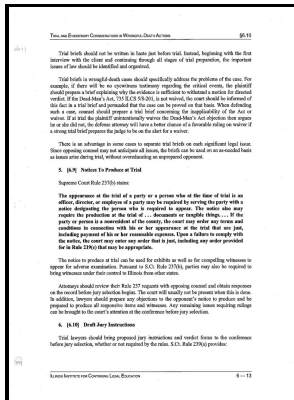 TRIAL AND EVIDENTIARY CONSIDERATIONS IN WRONGFUL-DEATH ACTIONS §6.10
Trial briefs should not be written in haste just before trial. Instead, beginning with the first
interview with the client and continuing through all stages of trial preparation, the important
issues of law should be identified and organized.
Trial briefs in wrongful-death cases should specifically address the problems of the case. For
example, if there will be no eyewitness testimony regarding the critical events, the plaintiff
should prepare a brief explaining why the evidence is sufficient to withstand a motion for directed
verdict. If the Dead-Man's Act, 735 ILCS 5/8-201, is not waived, the court should be informed of
this fact in a brief and persuaded that the case can be proved on that basis. When defending
such a case, counsel should prepare a brief concerning the inapplicability of the Act or
waiver. If at trial the plaintiff unintentionally waives the Dead-Man's Act objection then argues
he or she did not, the defense attorney will have a better chance of a favorable ruling on waiver if
a strong trial brief prepares the judge to be on the alert for a waiver.
There is an advantage in some cases to separate trial briefs on each significant legal issue.
Since opposing counsel may not anticipate all issues, the briefs can be used on an as-needed basis
as issues arise during trial, without overhauling an unprepared opponent.
5. [6.9] Notices To Produce at Trial
Supreme Court Rule 237(b) states:
The appearance at the trial of a party or a person who at the time of trial is an
officer, director, or employee of a party may be required by serving the party with a
notice designating the person who is required to appear. The notice also may
require the production at the trial of . . . documents or tangible things. . . . If the
party or person is a nonresident of the county, the court may order any terms and
conditions in connection with his or her appearance at the trial that are just,
including payment of his or her reasonable expenses. Upon a failure to comply with
the notice, the court may enter any order that is just, including any order provided
for in Rule 219(c) that may be appropriate.
The notice to produce at trial can be used for exhibits as well as for compelling witnesses to
appear for adverse examination. Pursuant to S.Ct. Rule 237(b), parties may also be required to
bring witnesses under their control to Illinois from other states.
Attorneys should review their Rule 237 requests with opposing counsel and obtain responses
on the record before jury selection begins. The court will usually not be present when this is done.
In addition, lawyers should prepare any objections to the opponent's notice to produce and be
prepared to produce all responsive items and witnesses. Any remaining issues requiring rulings
can be brought to the court's attention at the conference before jury selection.
6. [6.10] Draft Jury Instructions
Trial lawyers should bring proposed jury instructions and verdict forms to the conference
before jury selection, whether or not required by the rules. S.Ct. Rule 239(a) provides:
ILLINOIS INSTITUTE FOR CONTINUING LEGAL EDUCATION 6 — 13